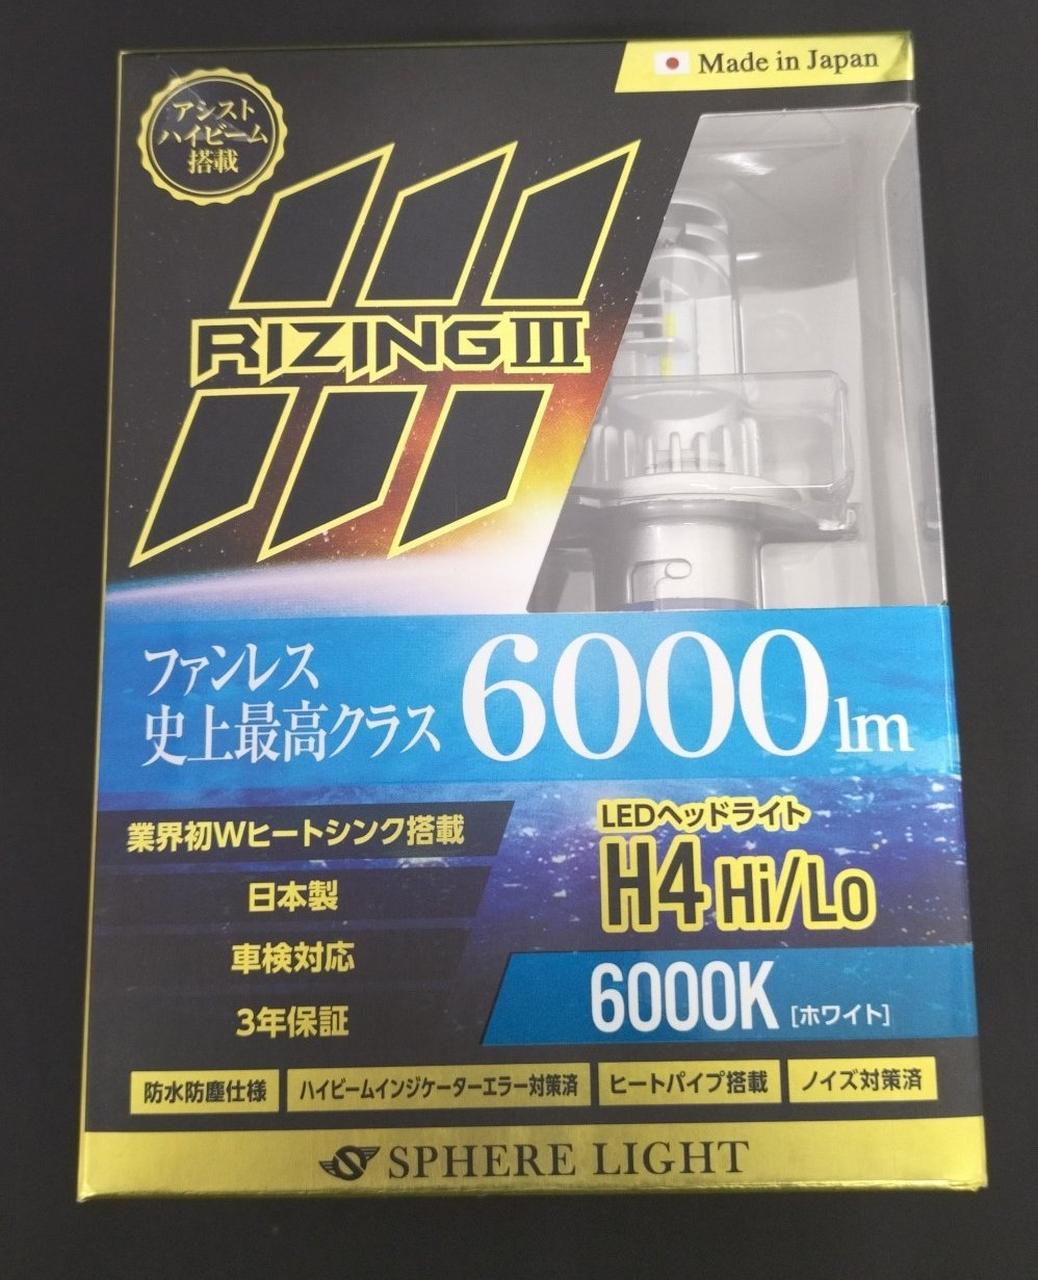 Made in Japan
アシスト
ハイビーム
搭載
RIZING III
ファンレス
史上最高クラス
6000lm
業界初Wヒートシンク搭載
日本製
車検対応
3年保証
LEDヘッドライト
H4 Hi/Lo
6000K [ホワイト]
防水防塵仕様
ハイビームインジケーターエラー対策済
ヒートパイプ搭載
ノイズ対策済
SPHERE LIGHT